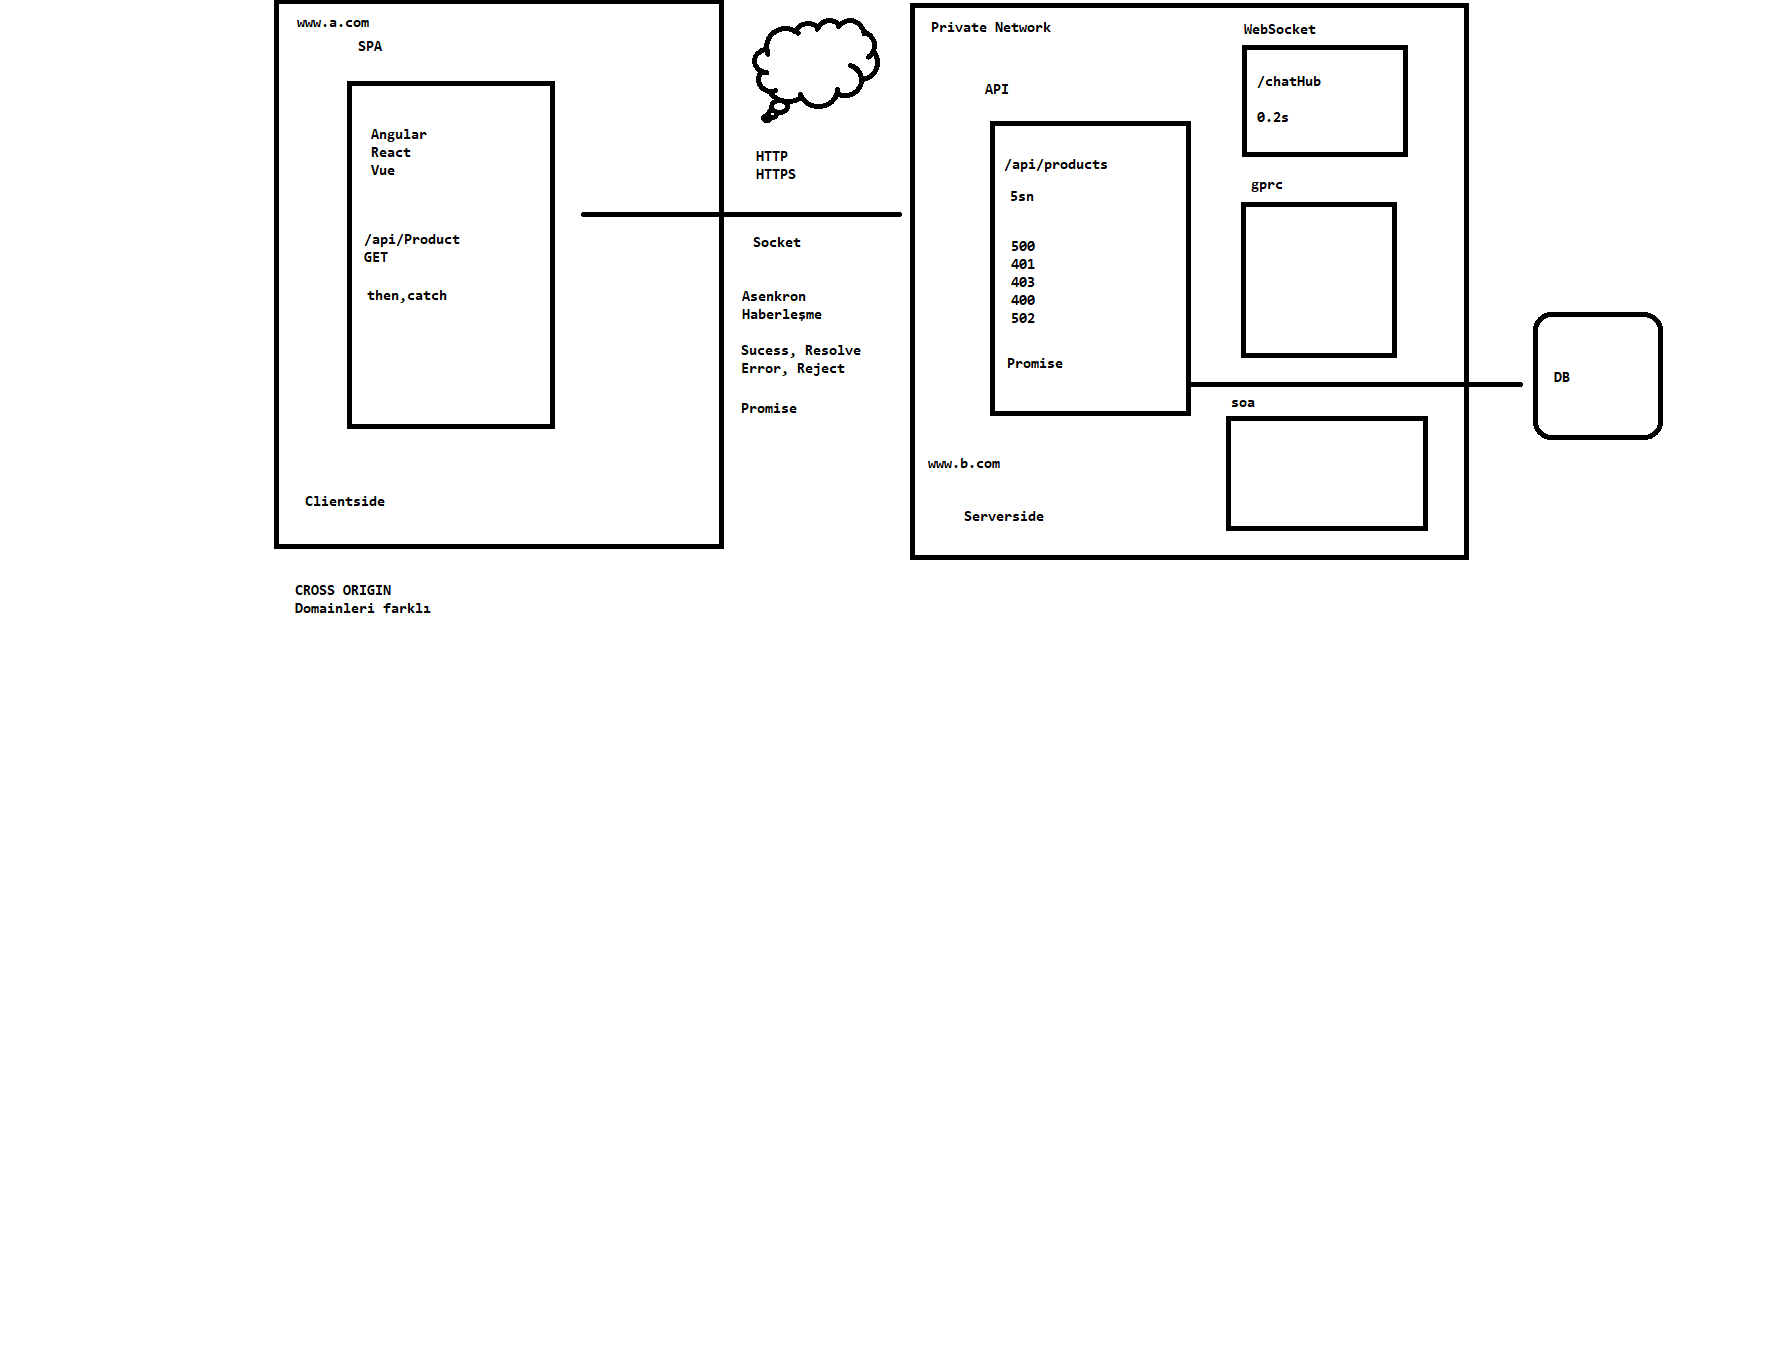 www.a.com
SPA
Angular
React
Vue
/api/Product
GET
then,catch
Clientside
CROSS ORIGIN
Domainleri farklı
HTTP
HTTPS
Socket
Asenkron
Haberleşme
Sucess, Resolve
Error, Reject
Promise
Private Network
API
/api/products
5sn
500
401
403
400
502
Promise
www.b.com
Serverside
WebSocket
/chatHub
0.2s
gprc
soa
DB